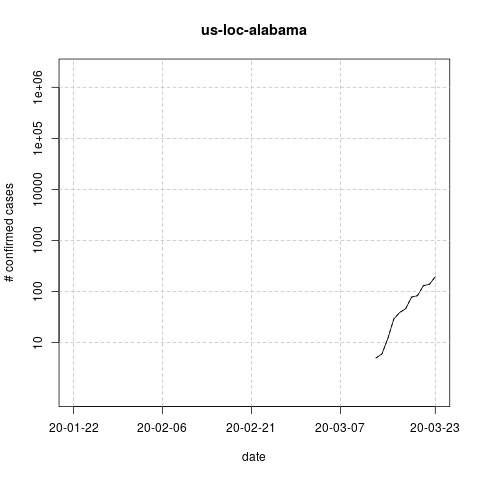 us-loc-alabama
# confirmed cases
1e+06
1e+05
10000
1000
100
10
20-01-22
20-02-06
20-02-21
20-03-07
20-03-23
date